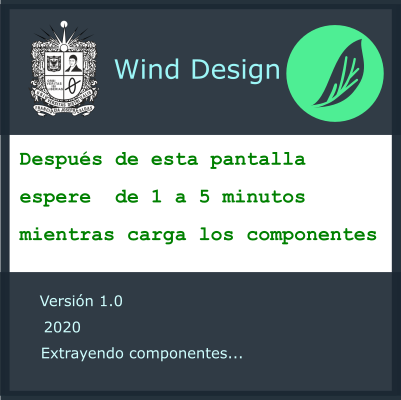 Wind Design
Después de esta pantalla
espere  de 1 a 5 minutos
mientras carga los componentes
Versión 1.0
2020
Extrayendo componentes...